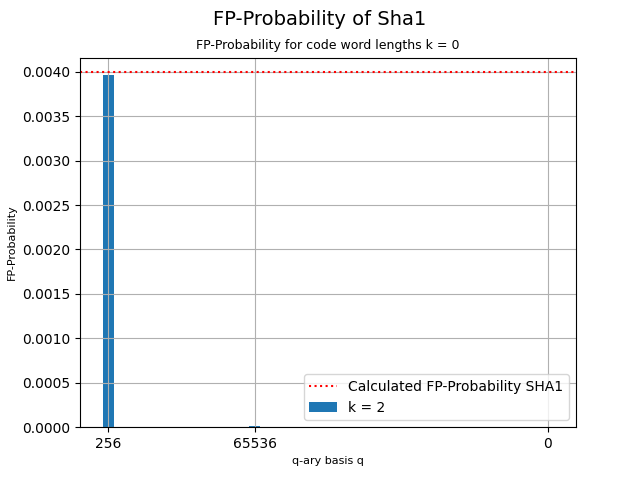 FP-Probability of Sha1
FP-Probability for code word lengths k = 0
0.0040
0.0035
0.0030
0.0025
0.0020
0.0015
0.0010
0.0005
0.0000
FP-Probability
Calculated FP-Probability SHA1
k = 2
256
65536
0
q-ary basis q